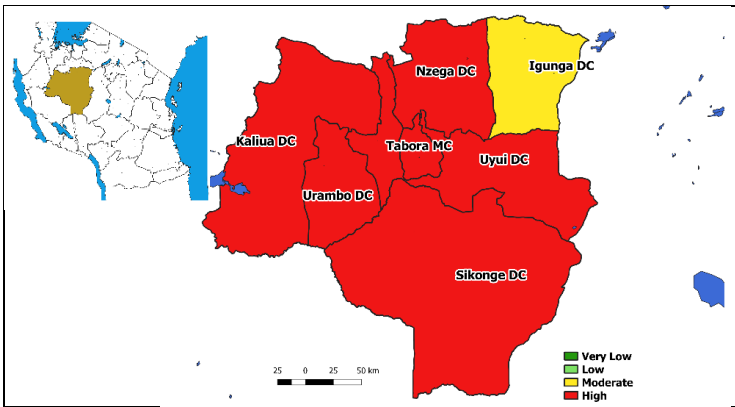 Nzega DC
Igunga DC
Kaliua DC
Tabora MC
Uyui DC
Urambo DC
Sikonge DC
25 0 25 50 km
Very Low
Low
Moderate
High